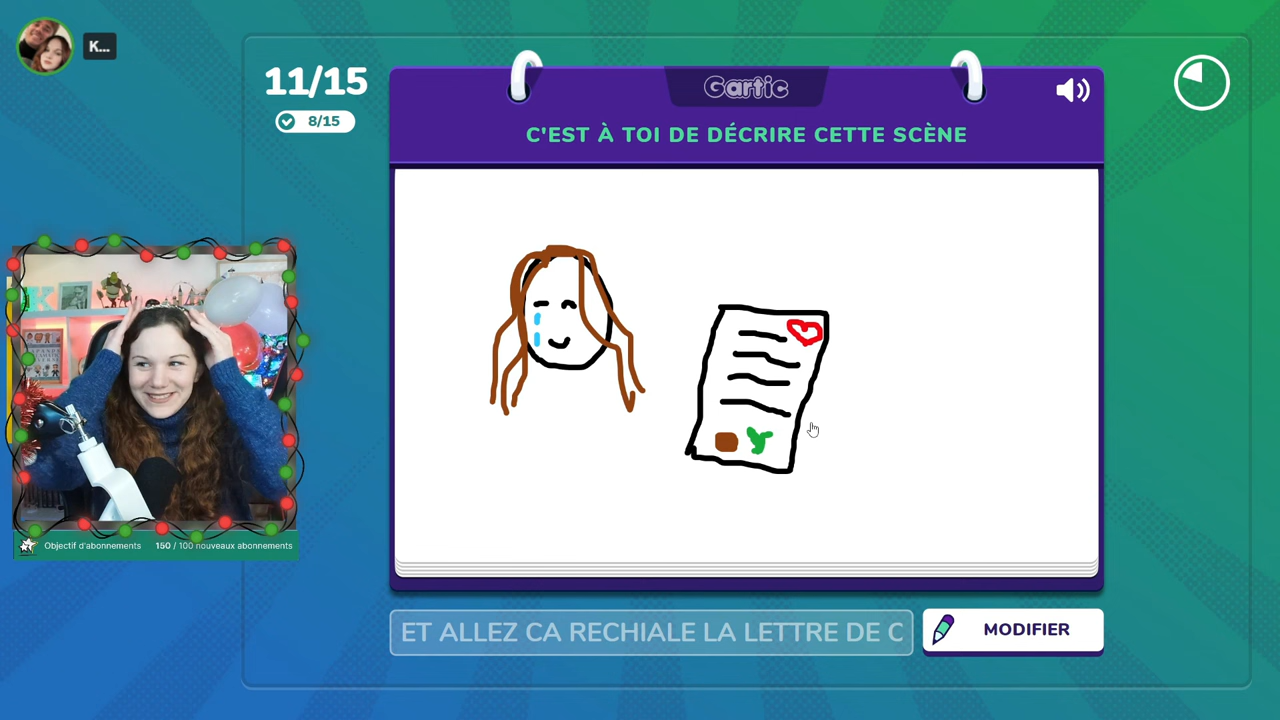 K...
11/15
8/15
Gartic
C'EST À TOI DE DÉCRIRE CETTE SCÈNE
Objectif d'abonnements 150 / 100 nouveaux abonnements
ET ALLEZ CA RECHIALE LA LETTRE DE C
MODIFIER